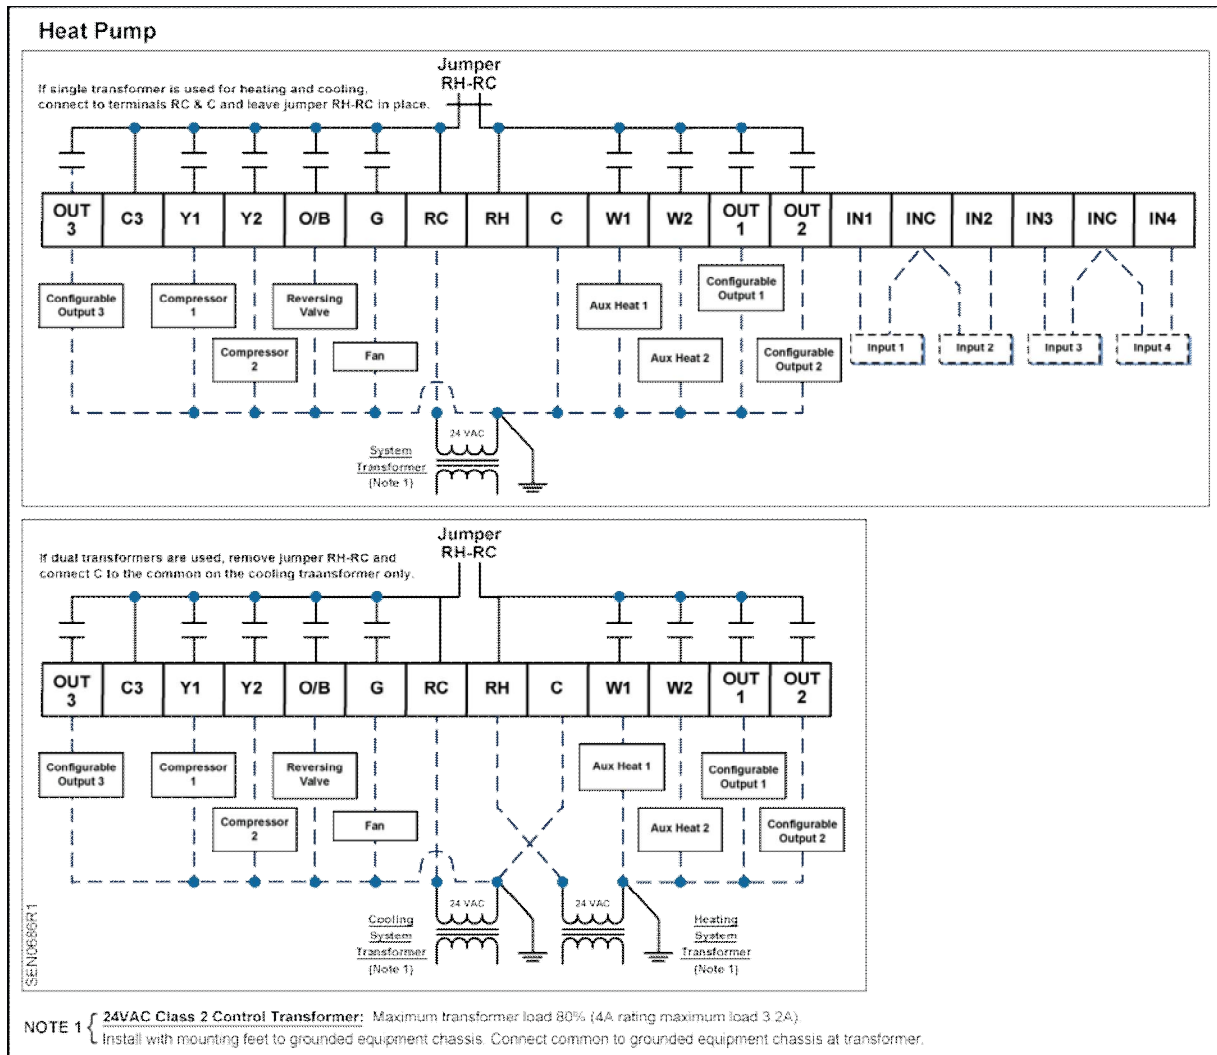 Heat Pump
Jumper
RH-RC
If single transformer is used for heating and cooling,
connect to terminals RC & C and leave jumper RH-RC in place.
OUT 3 C3 Y1 Y2 O/B G RC RH C W1 W2 OUT 1 OUT 2 IN1 INC IN2 IN3 INC IN4
Configurable
Output 3
Compressor
1
Reversing
Valve
Aux Heat 1
Configurable
Output 1
Compressor
2
Fan
Aux Heat 2
Configurable
Output 2
Input 1
Input 2
Input 3
Input 4
24 VAC
System
Transformer
(Note 1)
Jumper
RH-RC
If dual transformers are used, remove jumper RH-RC and
connect C to the common on the cooling traansformer only.
OUT 3 C3 Y1 Y2 O/B G RC RH C W1 W2 OUT 1 OUT 2
Configurable
Output 3
Compressor
1
Reversing
Valve
Aux Heat 1
Configurable
Output 1
Compressor
2
Fan
Aux Heat 2
Configurable
Output 2
24 VAC
24 VAC
Cooling
System
Transformer
(Note 1)
Heating
System
Transformer
(Note 1)
SEN0686R1
NOTE 1 { 24VAC Class 2 Control Transformer: Maximum transformer load 80% (4A rating maximum load 3.2A).
Install with mounting feet to grounded equipment chassis. Connect common to grounded equipment chassis at transformer.